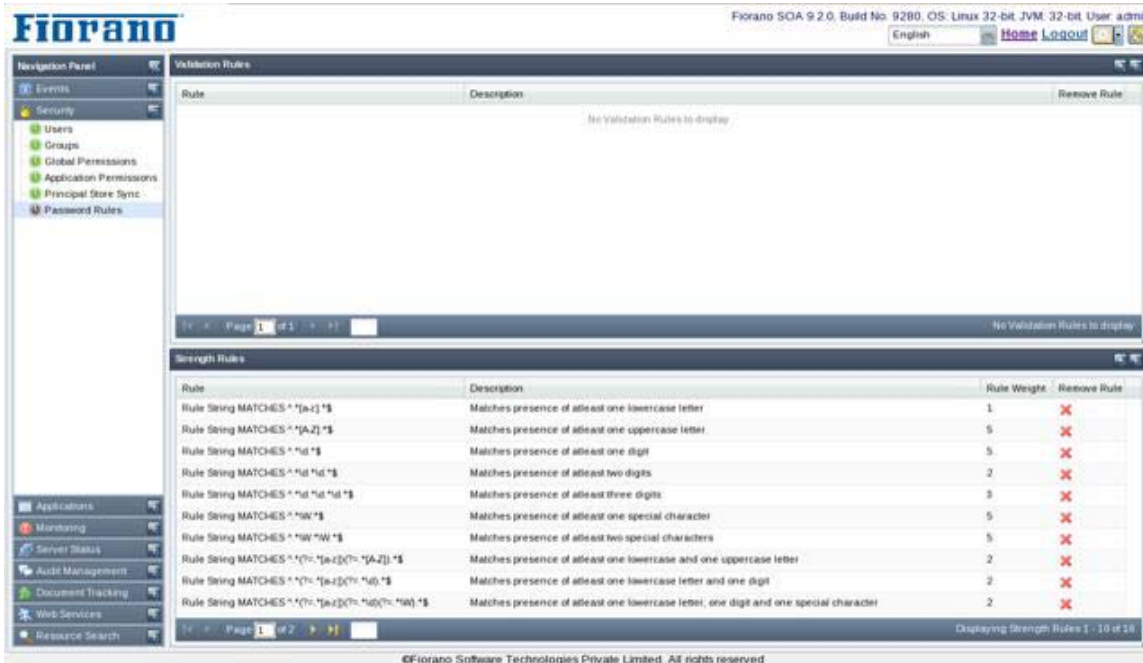 Fiorano
Fiorano SOA 9.2.0, Build No. 9280, OS: Linux 32-bit, JVM: 32-bit, User: admi
English Home Logout
Navigation Panel
Events
Security
Users
Groups
Global Permissions
Application Permissions
Principal Store Sync
Password Rules
Applications
Monitoring
Server Status
Audit Management
Document Tracking
Web Services
Resource Search
Validation Rules
Rule Description Remove Rule
No Validation Rules to display
Page 1 of 1 No Validation Rules to display
Strength Rules
Rule Description Rule Weight Remove Rule
Rule String MATCHES ^.*[a-z].*$ Matches presence of atleast one lowercase letter 1
Rule String MATCHES ^.*[A-Z].*$ Matches presence of atleast one uppercase letter 5
Rule String MATCHES ^.*\d.*$ Matches presence of atleast one digit 5
Rule String MATCHES ^.*\d.*\d.*$ Matches presence of atleast two digits 2
Rule String MATCHES ^.*\d.*\d.*\d.*$ Matches presence of atleast three digits 3
Rule String MATCHES ^.*\W.*$ Matches presence of atleast one special character 5
Rule String MATCHES ^.*\W.*\W.*$ Matches presence of atleast two special characters 5
Rule String MATCHES ^.*(?=.*[a-z])(?=.*[A-Z]).*$ Matches presence of atleast one lowercase and one uppercase letter 2
Rule String MATCHES ^.*(?=.*[a-z])(?=.*\d).*$ Matches presence of atleast one lowercase letter and one digit 2
Rule String MATCHES ^.*(?=.*[a-z])(?=.*\d)(?=.*\W).*$ Matches presence of atleast one lowercase letter, one digit and one special character 2
Page 1 of 2 Displaying Strength Rules 1 - 10 of 16
©Fiorano Software Technologies Private Limited. All rights reserved